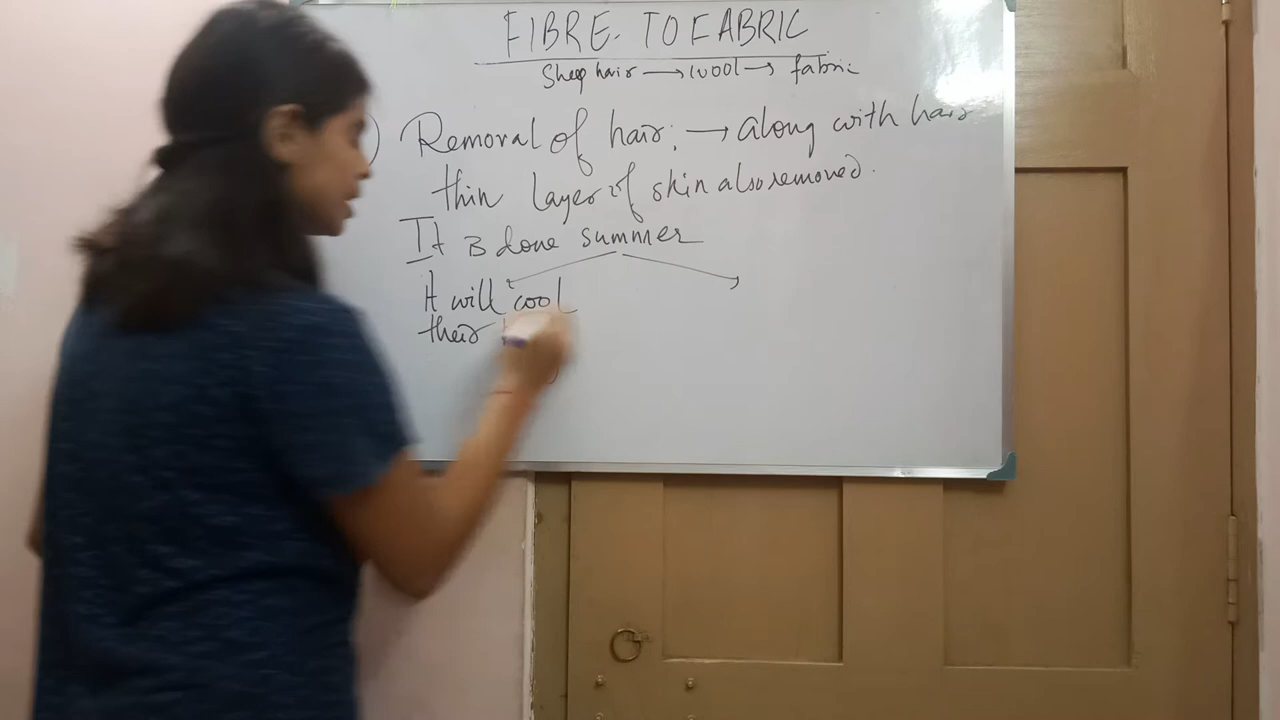 FIBRE. TO FABRIC
Sheep hair → wool → fabric
) Removal of hair: → along with hair
thin layer of skin also removed.
It is done summer
It will cool
their